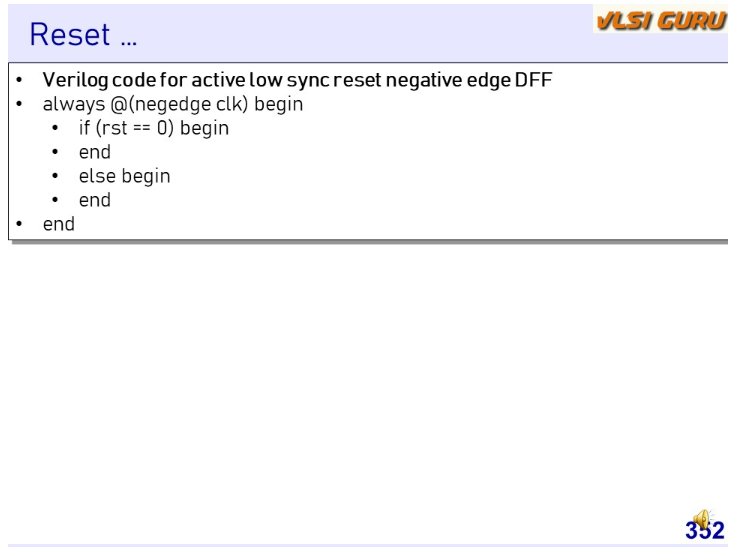 Reset ...
VLSI GURU
• Verilog code for active low sync reset negative edge DFF
• always @(negedge clk) begin
• if (rst == 0) begin
• end
• else begin
• end
• end
352